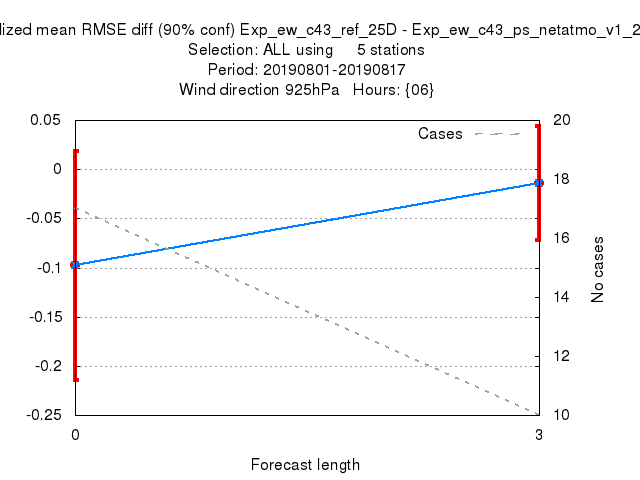 lized mean RMSE diff (90% conf) Exp_ew_c43_ref_25D - Exp_ew_c43_ps_netatmo_v1_2
Selection: ALL using 5 stations
Period: 20190801-20190817
Wind direction 925hPa Hours: {06}
Cases
0.05
0
-0.05
-0.1
-0.15
-0.2
-0.25
20
18
16
14
12
10
No cases
0
3
Forecast length